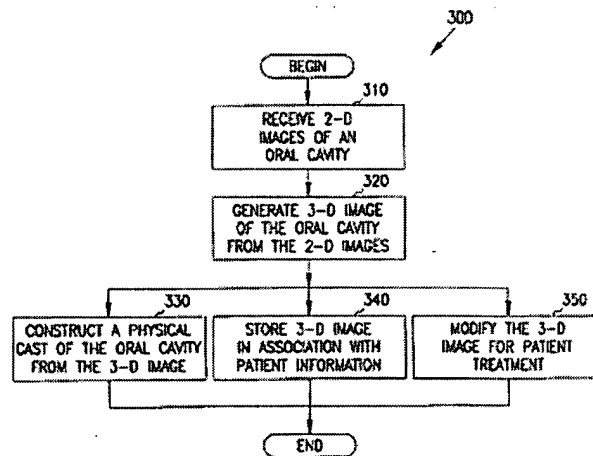 300
BEGIN
310
RECEIVE 2-D
IMAGES OF AN
ORAL CAVITY
320
GENERATE 3-D IMAGE
OF THE ORAL CAVITY
FROM THE 2-D IMAGES
330
CONSTRUCT A PHYSICAL
CAST OF THE ORAL CAVITY
FROM THE 3-D IMAGE
340
STORE 3-D IMAGE
IN ASSOCIATION WITH
PATIENT INFORMATION
350
MODIFY THE 3-D
IMAGE FOR PATIENT
TREATMENT
END